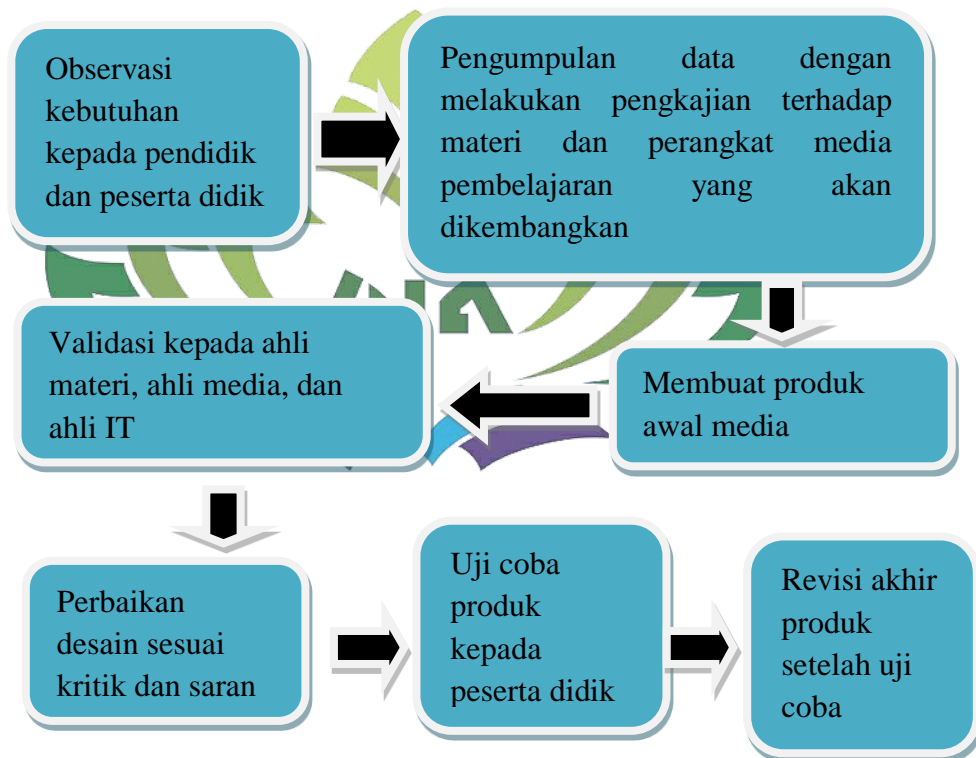 Observasi
kebutuhan
kepada pendidik
dan peserta didik
Pengumpulan data dengan
melakukan pengkajian terhadap
materi dan perangkat media
pembelajaran yang akan
dikembangkan
Membuat produk
awal media
Validasi kepada ahli
materi, ahli media, dan
ahli IT
Perbaikan
desain sesuai
kritik dan saran
Uji coba
produk
kepada
peserta didik
Revisi akhir
produk
setelah uji
coba